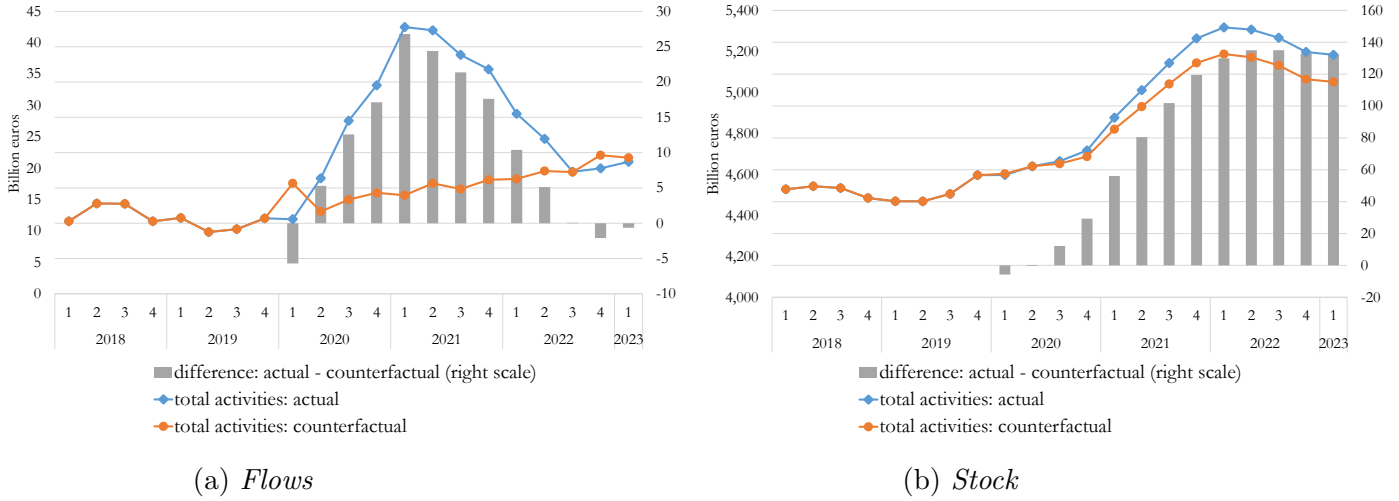 45
40
35
30
25
20
15
10
5
0
Billion euros
30
25
20
15
10
5
0
-5
-10
1 2 3 4 1 2 3 4 1 2 3 4 1 2 3 4 1 2 3 4 1
2018 2019 2020 2021 2022 2023
difference: actual - counterfactual (right scale)
total activities: actual
total activities: counterfactual
(a) Flows
5,400
5,200
5,000
4,800
4,600
4,400
4,200
4,000
Billion euros
160
140
120
100
80
60
40
20
0
-20
1 2 3 4 1 2 3 4 1 2 3 4 1 2 3 4 1 2 3 4 1
2018 2019 2020 2021 2022 2023
difference: actual - counterfactual (right scale)
total activities: actual
total activities: counterfactual
(b) Stock